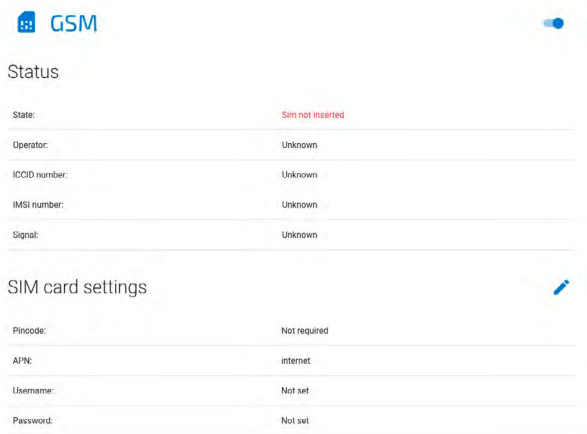 GSM
Status
State: Sim not inserted
Operator: Unknown
ICCID number: Unknown
IMSI number: Unknown
Signal: Unknown
SIM card settings
Pincode: Not required
APN: internet
Username: Not set
Password: Not set